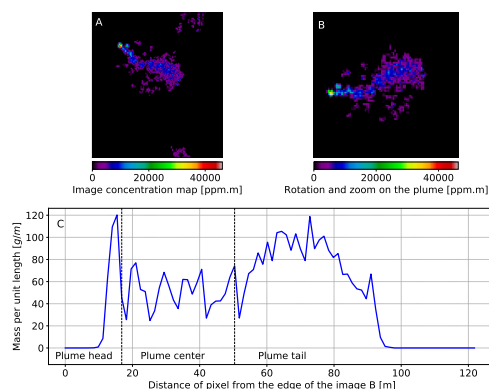 A
B
0 20000 40000
0 20000 40000
Image concentration map [ppm.m]
Rotation and zoom on the plume [ppm.m]
C
120
100
80
60
40
20
0
Mass per unit length [g/m]
Plume head
Plume center
Plume tail
0 20 40 60 80 100 120
Distance of pixel from the edge of the image B [m]